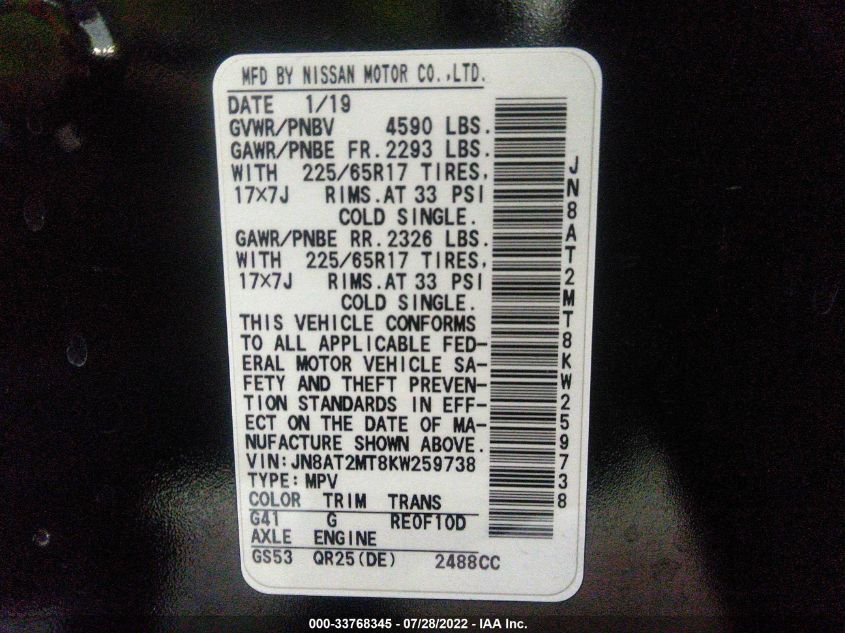 MFD BY NISSAN MOTOR CO.,LTD.
DATE 1/19
GVWR/PNBV 4590 LBS.
GAWR/PNBE FR. 2293 LBS.
WITH 225/65R17 TIRES,
17×7J RIMS.AT 33 PSI
COLD SINGLE.
GAWR/PNBE RR. 2326 LBS.
WITH 225/65R17 TIRES,
17×7J RIMS.AT 33 PSI
COLD SINGLE.
THIS VEHICLE CONFORMS
TO ALL APPLICABLE FED-
ERAL MOTOR VEHICLE SA-
FETY AND THEFT PREVEN-
TION STANDARDS IN EFF-
ECT ON THE DATE OF MA-
NUFACTURE SHOWN ABOVE.
VIN:JN8AT2MT8KW259738
TYPE:MPV
COLOR TRIM TRANS
G41 G RE0F10D
AXLE ENGINE
GS53 QR25(DE) 2488CC
JN8AT2MT8KW259738
000-33768345 - 07/28/2022 - IAA Inc.